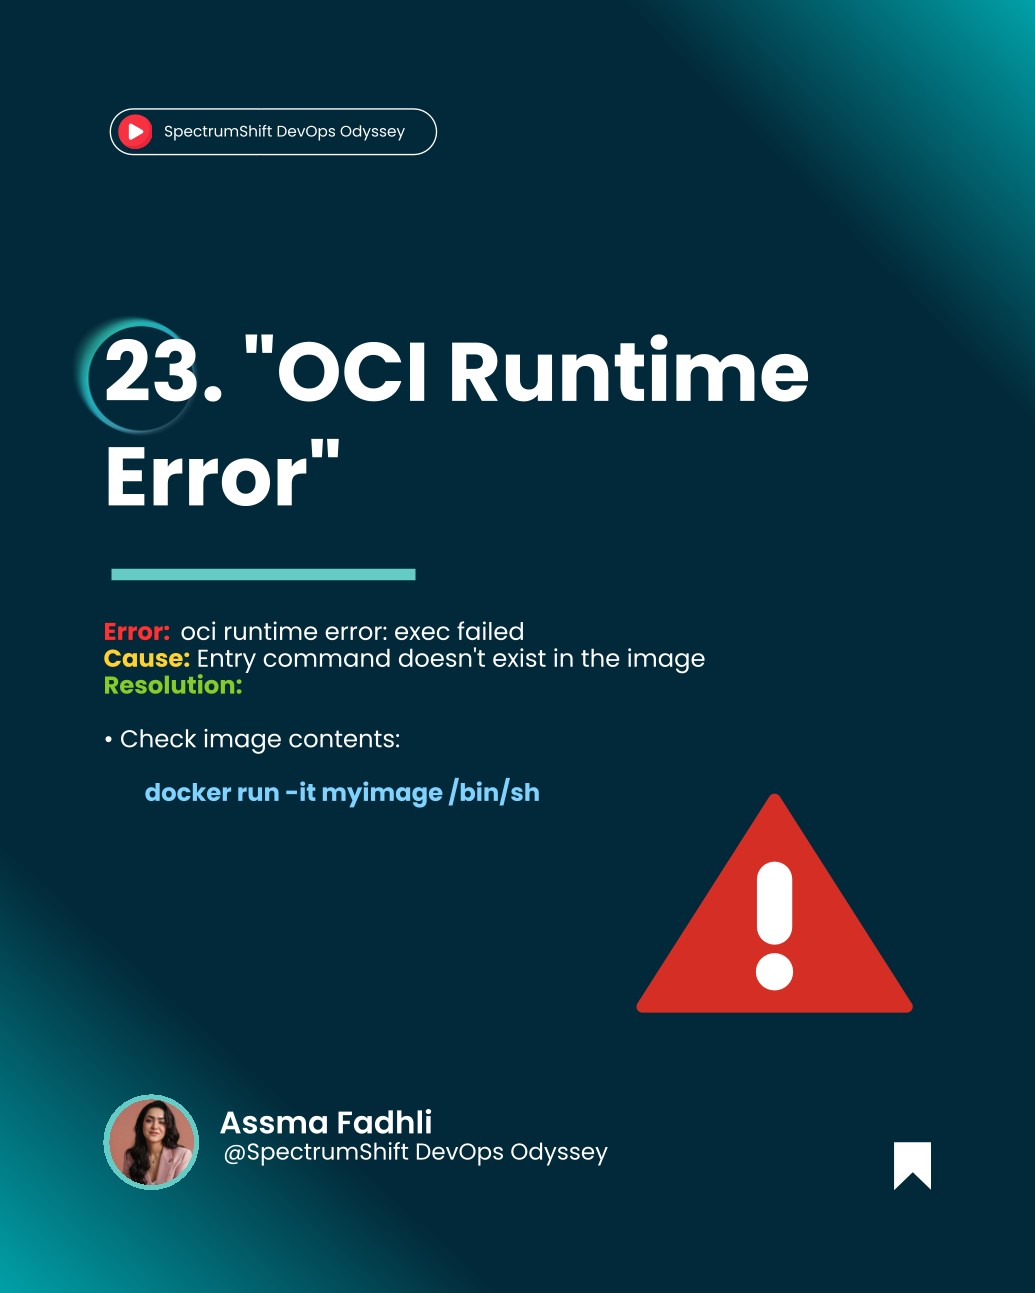 SpectrumShift DevOps Odyssey
23. "OCI Runtime
Error"
Error: oci runtime error: exec failed
Cause: Entry command doesn't exist in the image
Resolution:
• Check image contents:
docker run -it myimage /bin/sh
Assma Fadhli
@SpectrumShift DevOps Odyssey